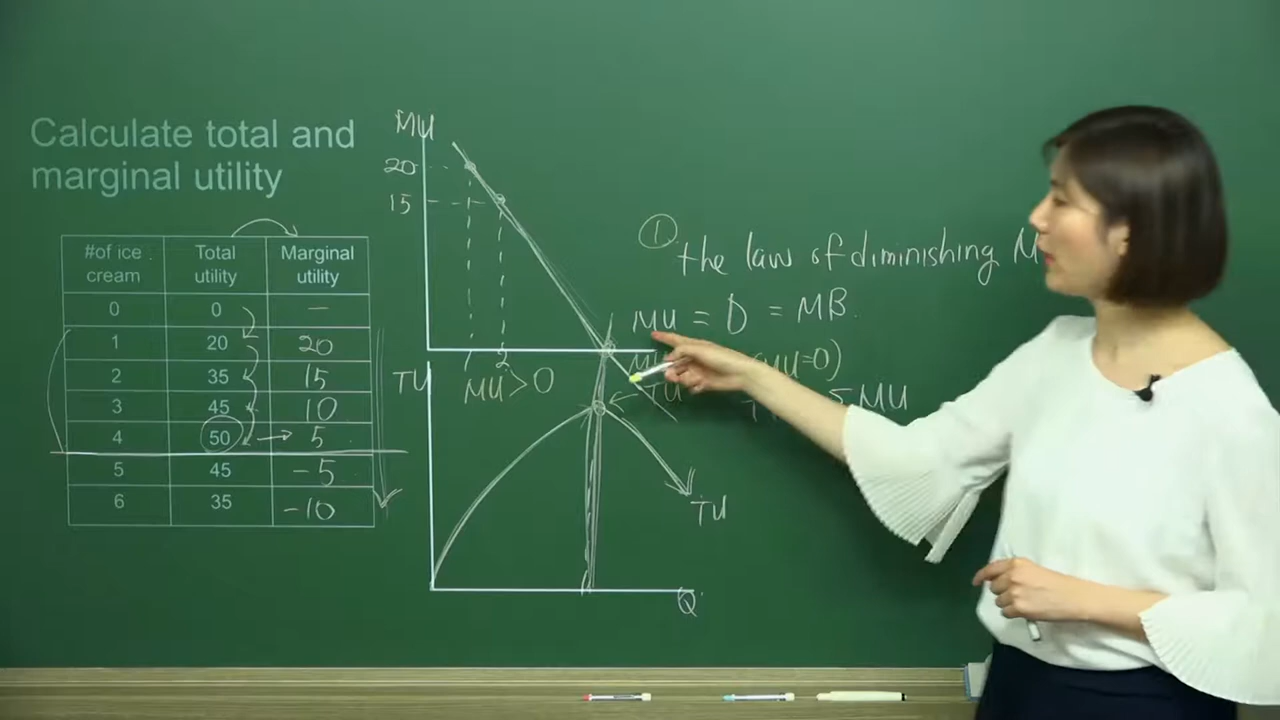 Calculate total and
marginal utility
#of ice cream Total utility Marginal utility
0 0 –
1 20 20
2 35 15
3 45 10
4 50 5
5 45 -5
6 35 -10
MU
20
15
1 2
MU>0
TU
TU
Q
① the law of diminishing M
MU = D = MB.
MU=0)
TU
MU